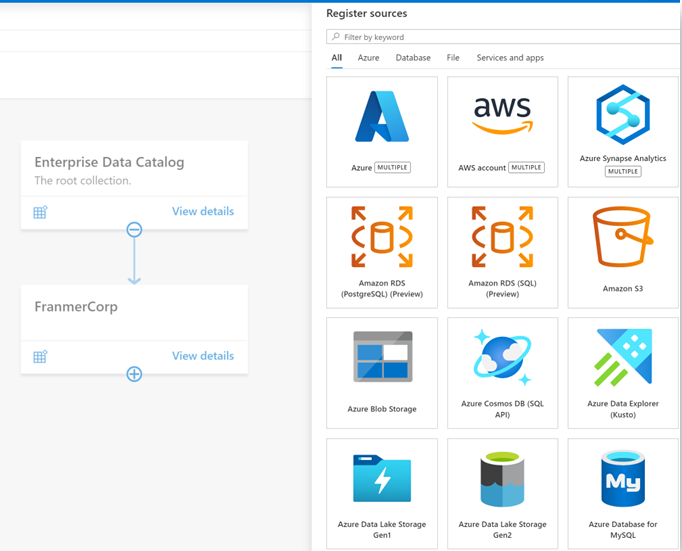 Register sources
Filter by keyword
All Azure Database File Services and apps
Enterprise Data Catalog
The root collection.
View details
FranmerCorp
View details
aws
Azure MULTIPLE
AWS account MULTIPLE
Azure Synapse Analytics
MULTIPLE
Amazon RDS
(PostgreSQL) (Preview)
Amazon RDS (SQL)
(Preview)
Amazon S3
Azure Blob Storage
Azure Cosmos DB (SQL
API)
Azure Data Explorer
(Kusto)
Azure Data Lake Storage
Gen1
Azure Data Lake Storage
Gen2
My
Azure Database for
MySQL